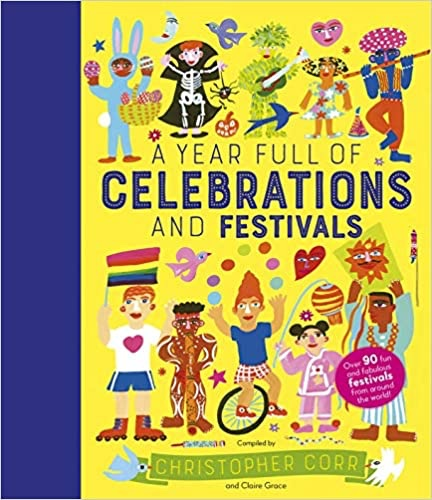 A YEAR FULL OF
CELEBRATIONS
AND FESTIVALS
Over 90 fun
and fabulous
festivals
from around
the world!
Compiled by
CHRISTOPHER CORR
and Claire Grace